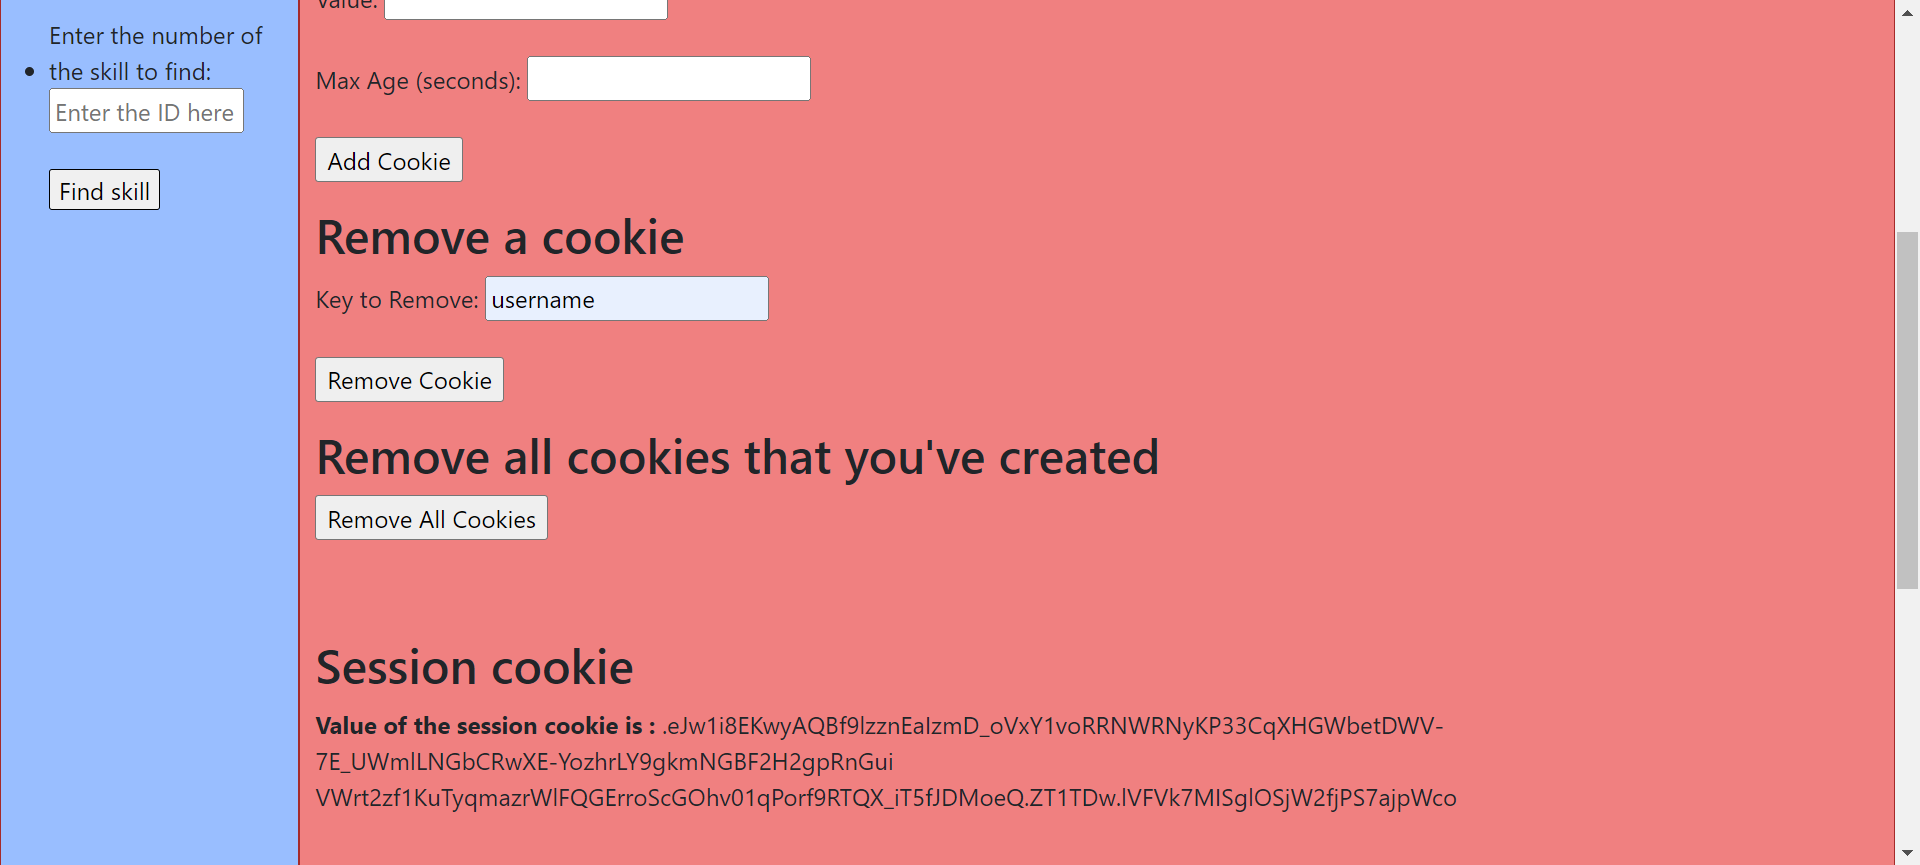 Enter the number of
the skill to find:
Enter the ID here
Find skill
Value:
Max Age (seconds):
Add Cookie
Remove a cookie
Key to Remove: username
Remove Cookie
Remove all cookies that you've created
Remove All Cookies
Session cookie
Value of the session cookie is : .eJw1i8EKwyAQBf9lzznEaIzmD_oVxY1voRRNWRNyKP33CqXHGWbetDWV-
7E_UWmlLNGbCRwXE-YozhrLY9gkmNGBF2H2gpRnGui
VWrt2zf1KuTyqmazrWlFQGErroScGOhv01qPorf9RTQX_iT5fJDMoeQ.ZT1TDw.lVFVk7MISglOSjW2fjPS7ajpWco